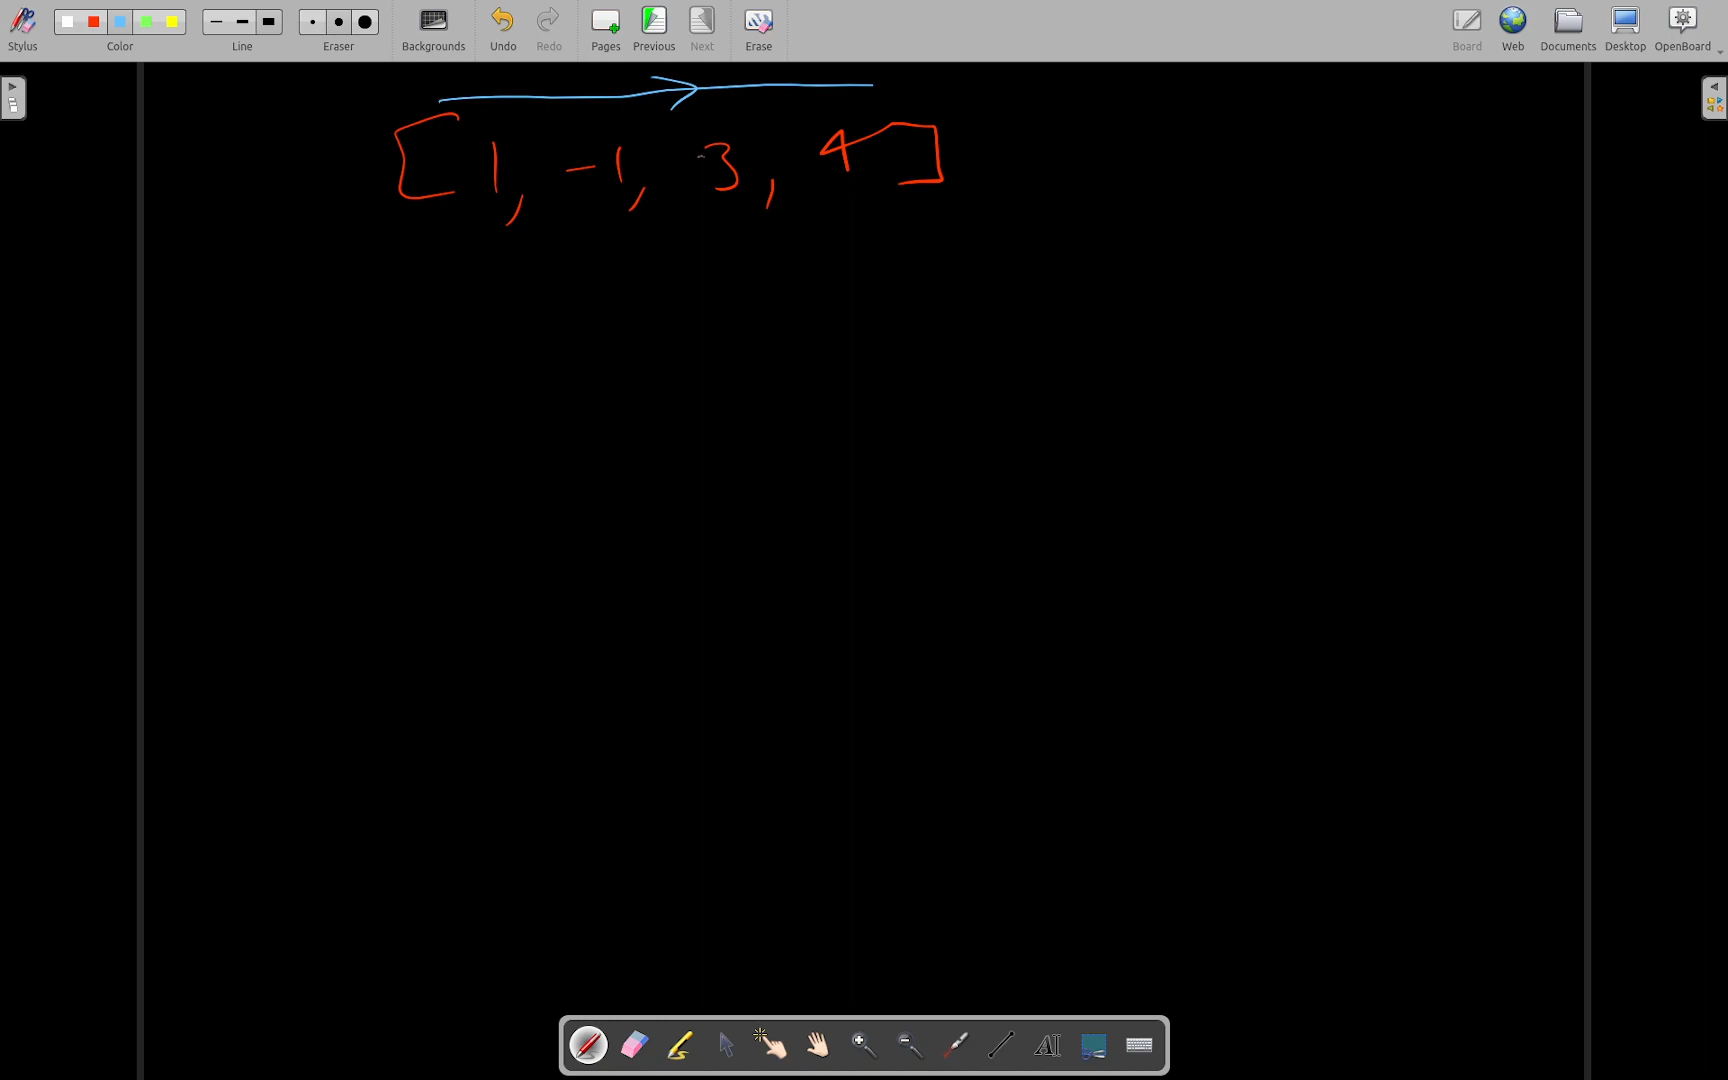 Stylus Color Line Eraser Backgrounds Undo Redo Pages Previous Next Erase Board Web Documents Desktop OpenBoard
[ 1, -1, 3, 4 ]
AI